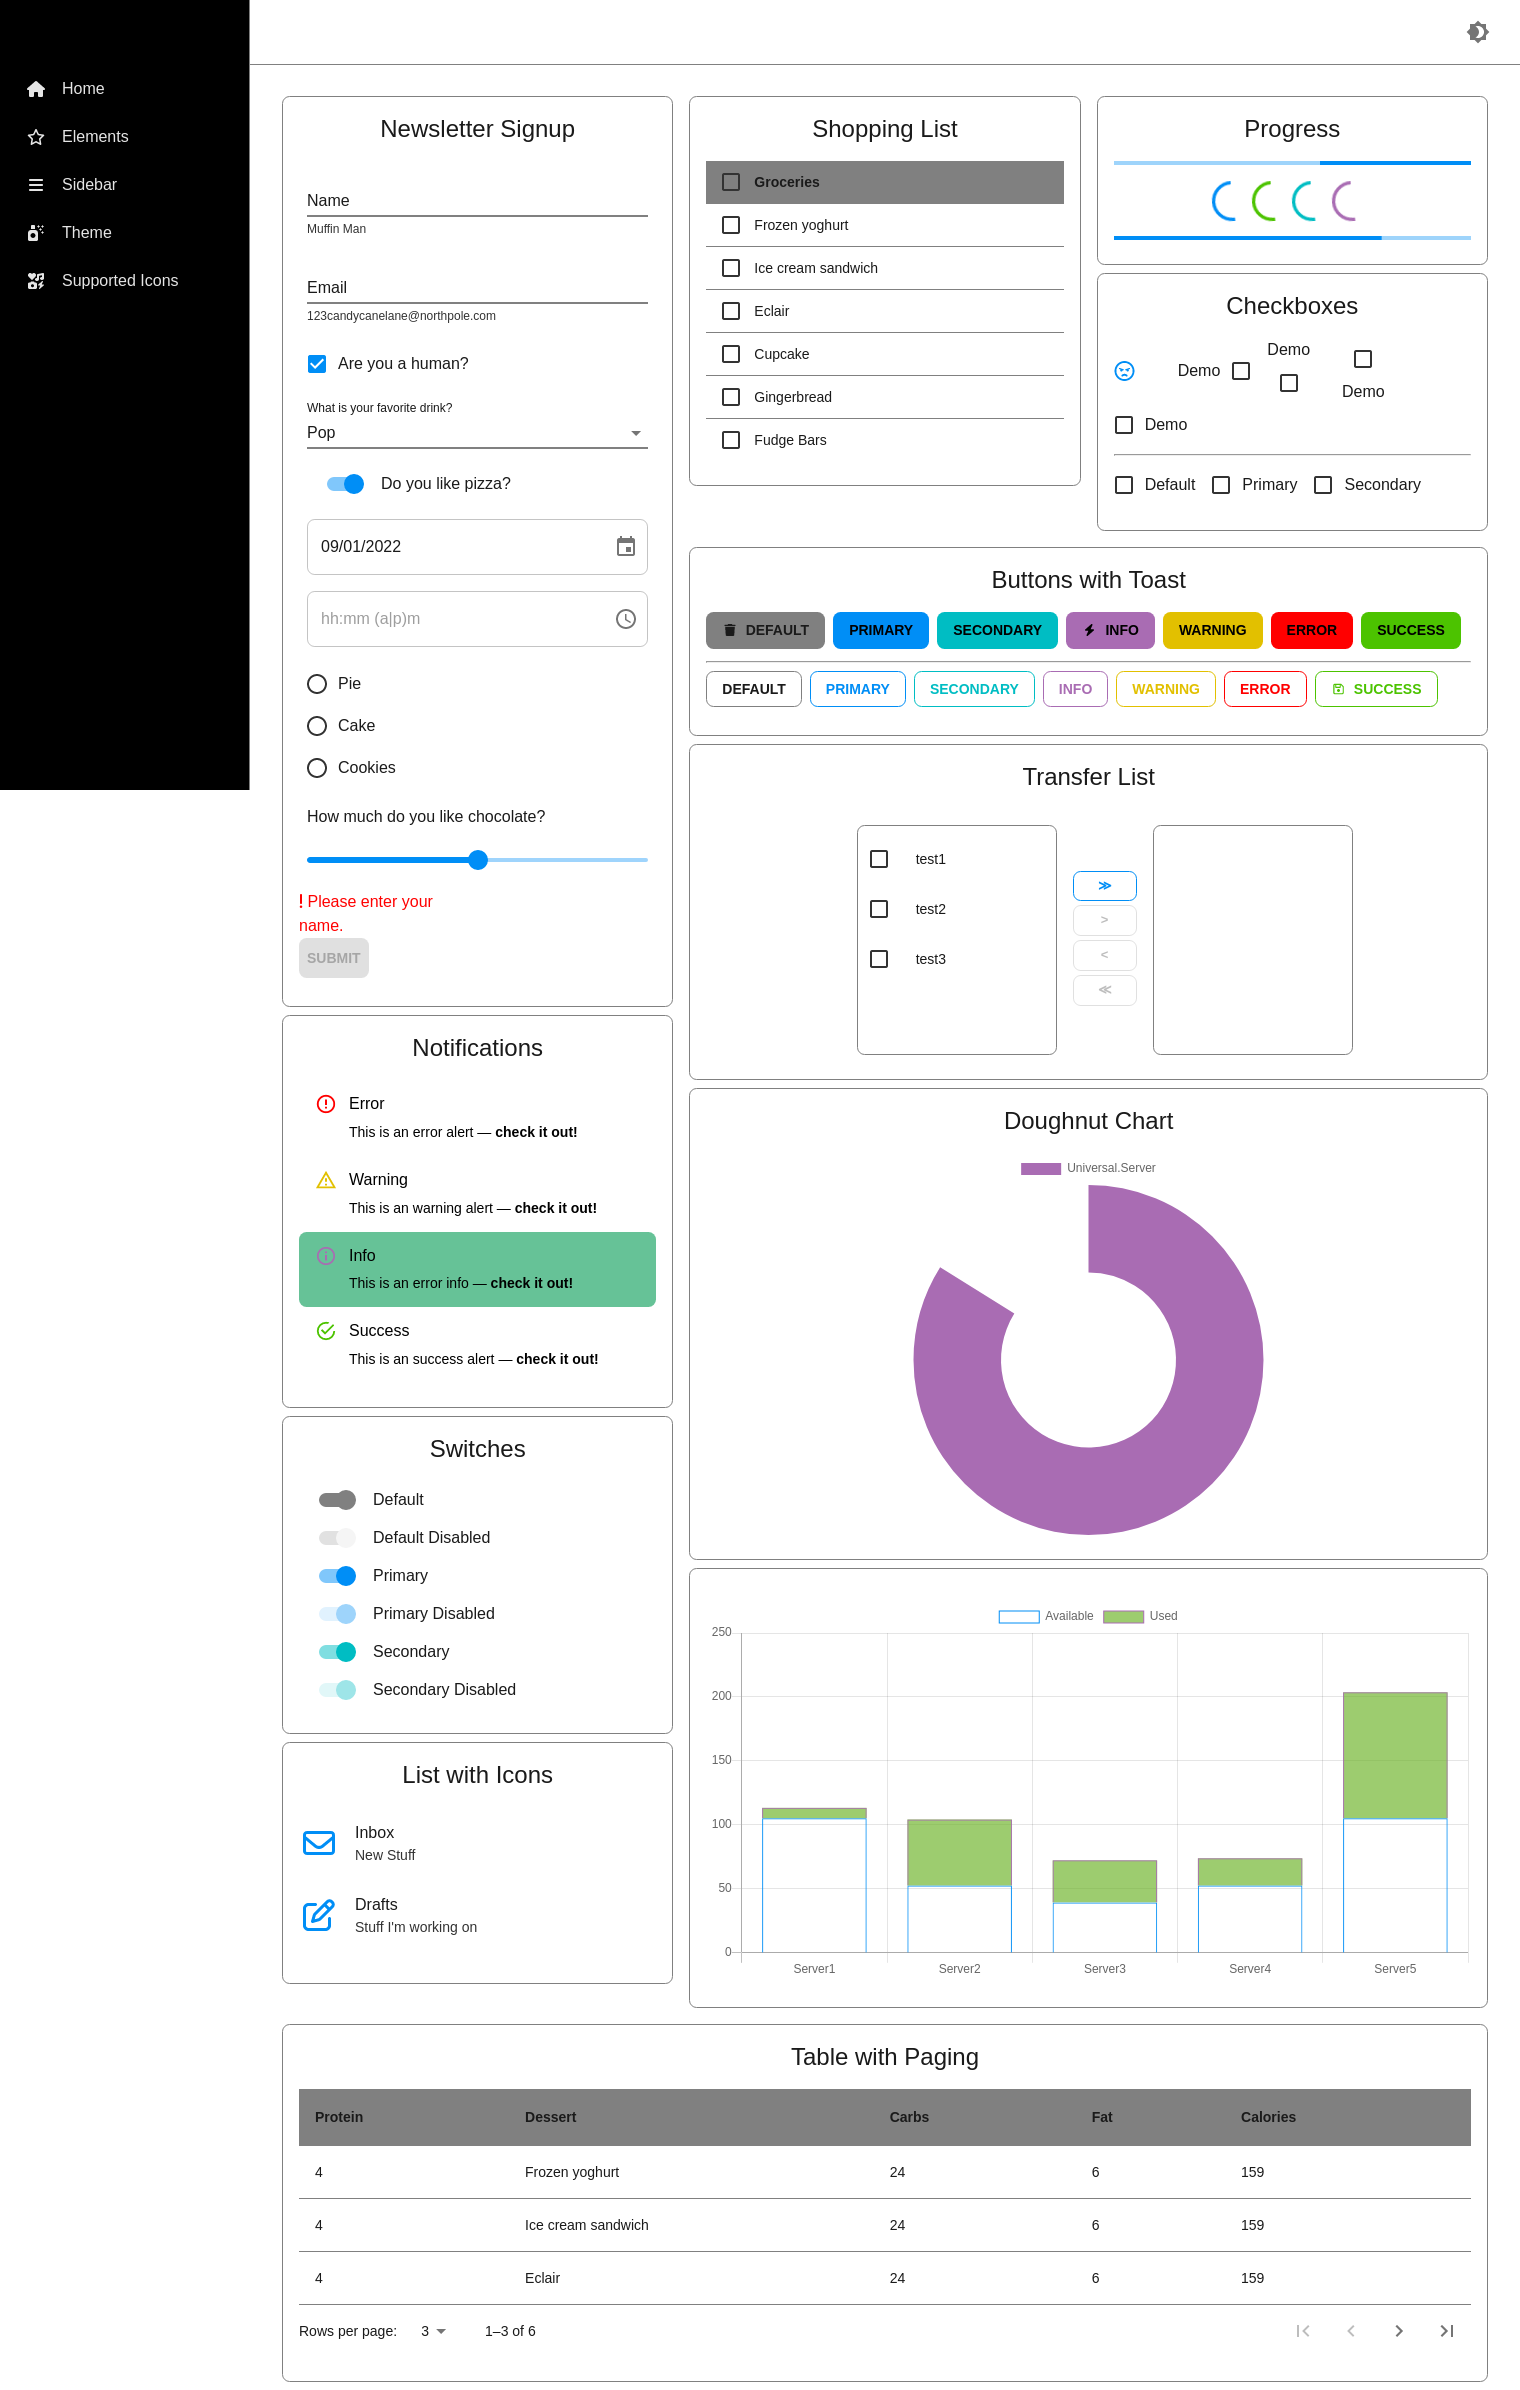 Home
Elements
Sidebar
Theme
Supported Icons
Newsletter Signup
Name
Muffin Man
Email
123candycanelane@northpole.com
Are you a human?
What is your favorite drink?
Pop
Do you like pizza?
09/01/2022
hh:mm (a|p)m
Pie
Cake
Cookies
How much do you like chocolate?
! Please enter your
name.
SUBMIT
Notifications
Error
This is an error alert — check it out!
Warning
This is an warning alert — check it out!
Info
This is an error info — check it out!
Success
This is an success alert — check it out!
Switches
Default
Default Disabled
Primary
Primary Disabled
Secondary
Secondary Disabled
List with Icons
Inbox
New Stuff
Drafts
Stuff I'm working on
Shopping List
Groceries
Frozen yoghurt
Ice cream sandwich
Eclair
Cupcake
Gingerbread
Fudge Bars
Progress
Checkboxes
Demo
Demo
Demo
Demo
Default Primary Secondary
Buttons with Toast
DEFAULT PRIMARY SECONDARY INFO WARNING ERROR SUCCESS
DEFAULT PRIMARY SECONDARY INFO WARNING ERROR SUCCESS
Transfer List
test1
test2
test3
≫
>
<
≪
Doughnut Chart
Universal.Server
Available Used
250
200
150
100
50
0
Server1 Server2 Server3 Server4 Server5
Table with Paging
Protein Dessert Carbs Fat Calories
4 Frozen yoghurt 24 6 159
4 Ice cream sandwich 24 6 159
4 Eclair 24 6 159
Rows per page: 3 1–3 of 6